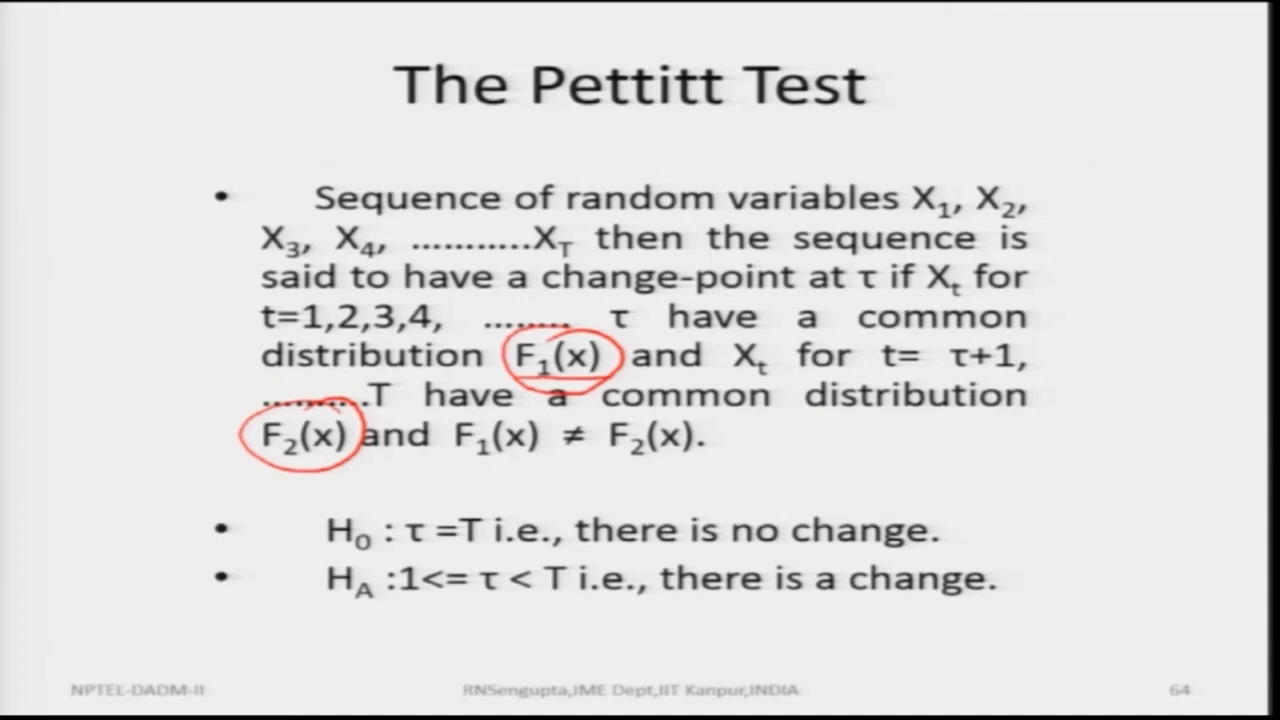 The Pettitt Test
• Sequence of random variables X₁, X₂,
X₃, X₄, ...........X_T then the sequence is
said to have a change-point at τ if Xₜ for
t=1,2,3,4, ........ τ have a common
distribution F₁(x) and Xₜ for t= τ+1,
..........T have a common distribution
F₂(x) and F₁(x) ≠ F₂(x).
• H₀ : τ =T i.e., there is no change.
• H_A :1<= τ < T i.e., there is a change.
NPTEL-DADM-II RNSengupta,IME Dept,IIT Kanpur,INDIA 64